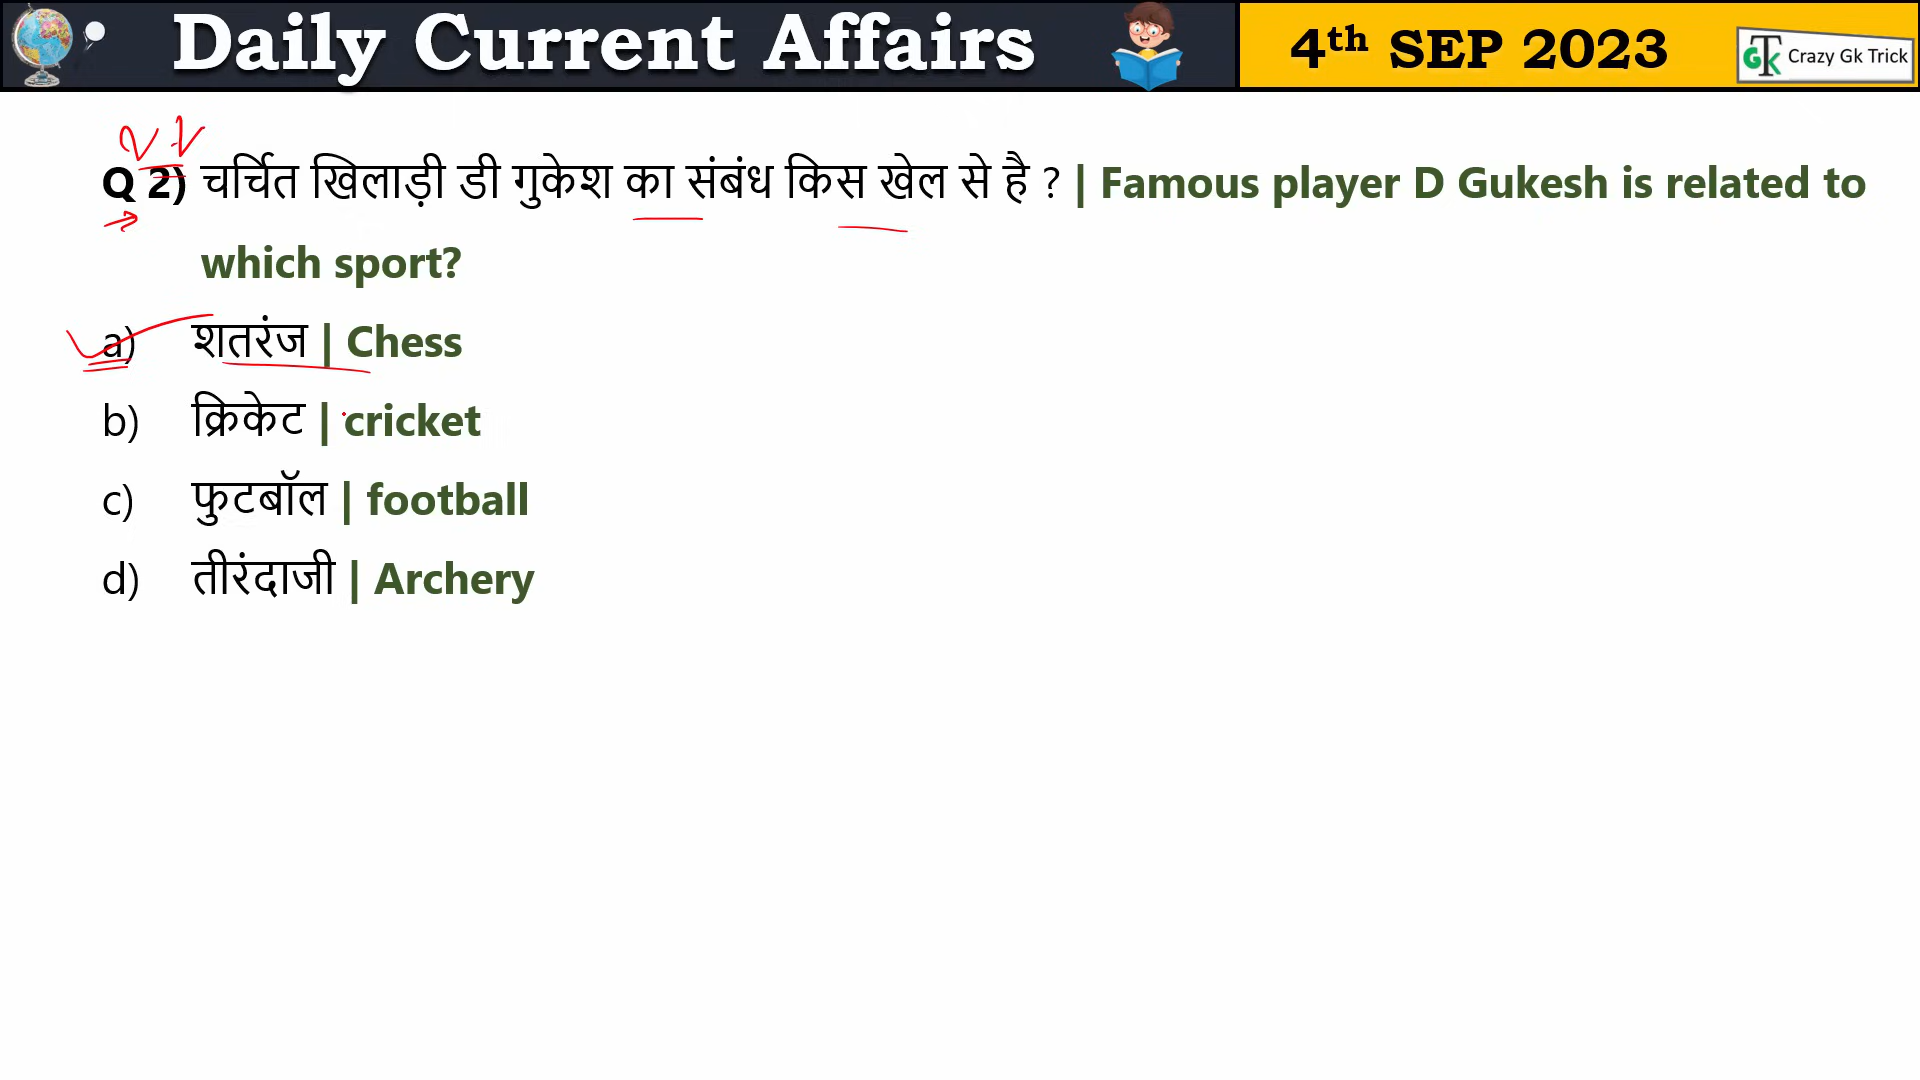 Daily Current Affairs
4th SEP 2023
GTK Crazy Gk Trick
Q 2) चर्चित खिलाड़ी डी गुकेश का संबंध किस खेल से है ? | Famous player D Gukesh is related to
which sport?
a) शतरंज | Chess
b) क्रिकेट | cricket
c) फुटबॉल | football
d) तीरंदाजी | Archery